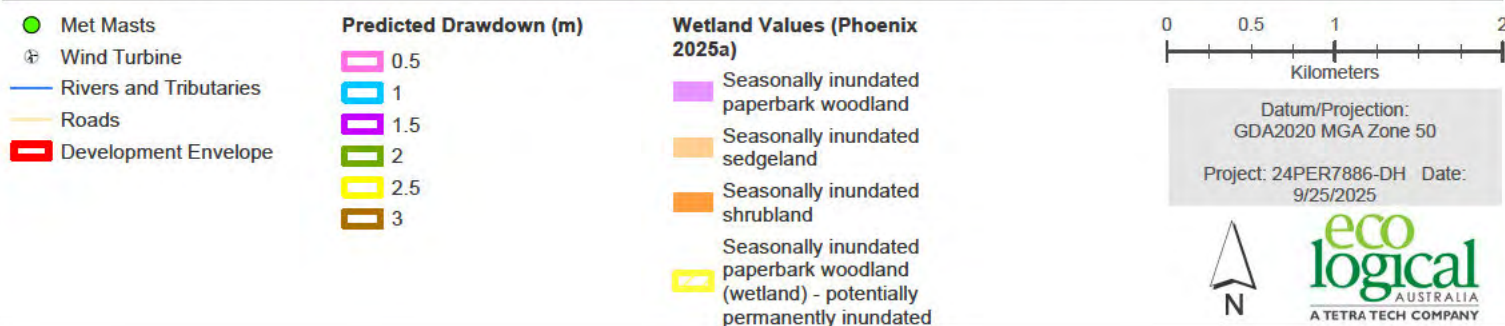 Met Masts
Wind Turbine
Rivers and Tributaries
Roads
Development Envelope
Predicted Drawdown (m)
0.5
1
1.5
2
2.5
3
Wetland Values (Phoenix
2025a)
Seasonally inundated
paperbark woodland
Seasonally inundated
sedgeland
Seasonally inundated
shrubland
Seasonally inundated
paperbark woodland
(wetland) - potentially
permanently inundated
0 0.5 1 2
Kilometers
Datum/Projection:
GDA2020 MGA Zone 50
Project: 24PER7886-DH Date:
9/25/2025
N
eco
logical
AUSTRALIA
A TETRA TECH COMPANY